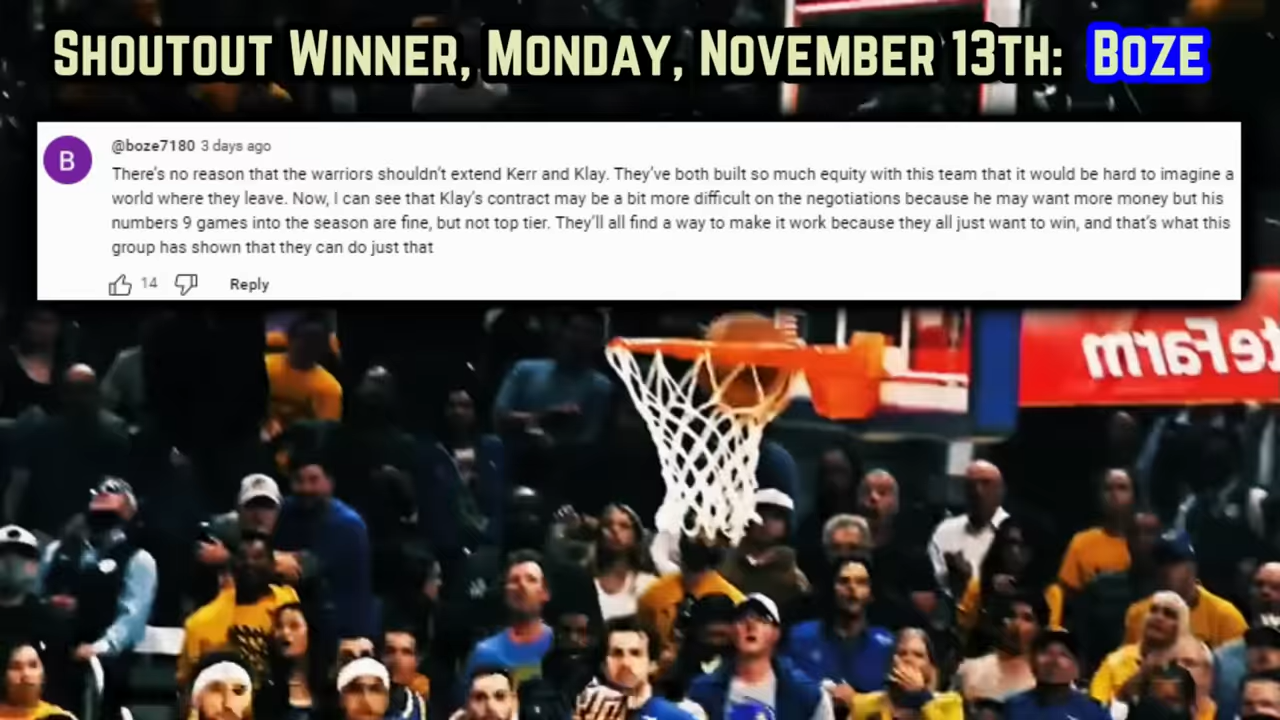 Shoutout Winner, Monday, November 13th: Boze
B
@boze7180 3 days ago
There's no reason that the warriors shouldn't extend Kerr and Klay. They've both built so much equity with this team that it would be hard to imagine a
world where they leave. Now, I can see that Klay's contract may be a bit more difficult on the negotiations because he may want more money but his
numbers 9 games into the season are fine, but not top tier. They'll all find a way to make it work because they all just want to win, and that's what this
group has shown that they can do just that
14 Reply
teFarm